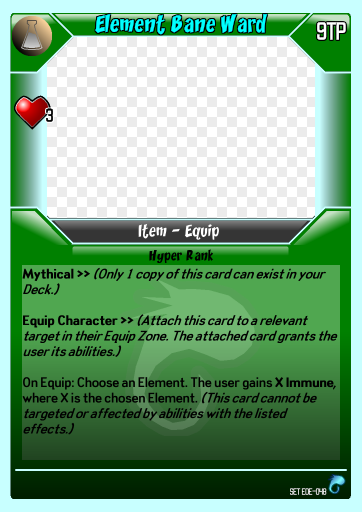 Element Bane Ward
9TP
3
Item - Equip
Hyper Rank
Mythical >> (Only 1 copy of this card can exist in your
Deck.)
Equip Character >> (Attach this card to a relevant
target in their Equip Zone. The attached card grants the
user its abilities.)
On Equip: Choose an Element. The user gains X Immune,
where X is the chosen Element. (This card cannot be
targeted or affected by abilities with the listed
effects.)
SET EOE-048